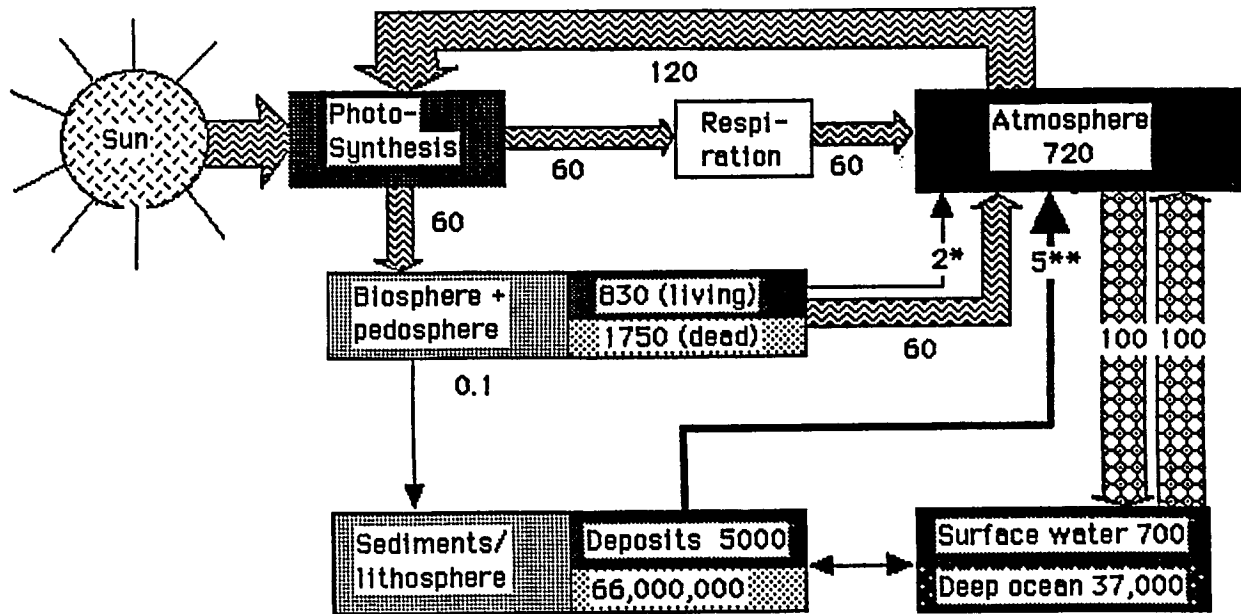 120
Sun
Photo-
Synthesis
60
Respi-
ration
60
Atmosphere
720
60
2*
5**
Biosphere +
pedosphere
830 (living)
1750 (dead)
60
100
100
0.1
Sediments/
lithosphere
Deposits 5000
66,000,000
Surface water 700
Deep ocean 37,000